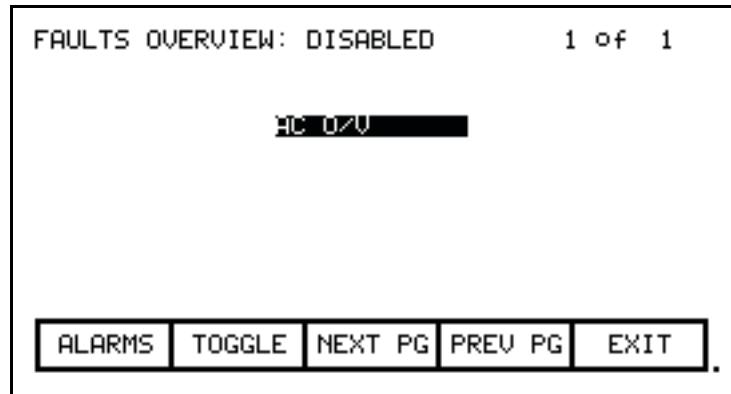 FAULTS OVERVIEW: DISABLED 1 of 1
AC O/V
ALARMS TOGGLE NEXT PG PREV PG EXIT
.